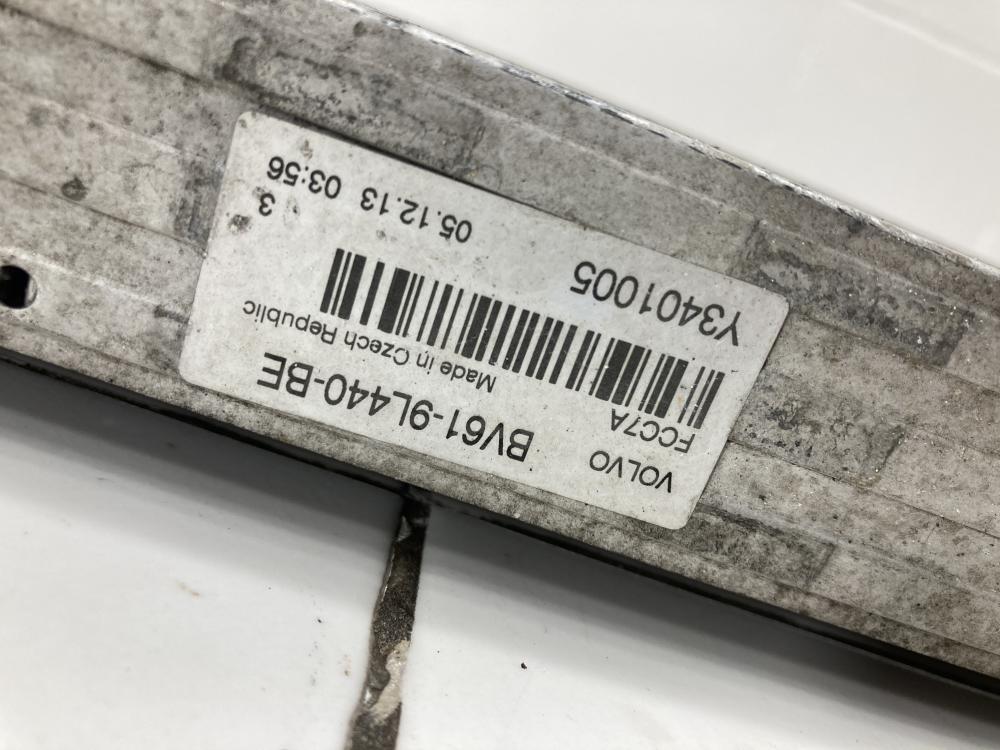 VOLVO BV61-9L440-BE
FCC7A Made in Czech Republic
Y3401005 05.12.13 03:56
3